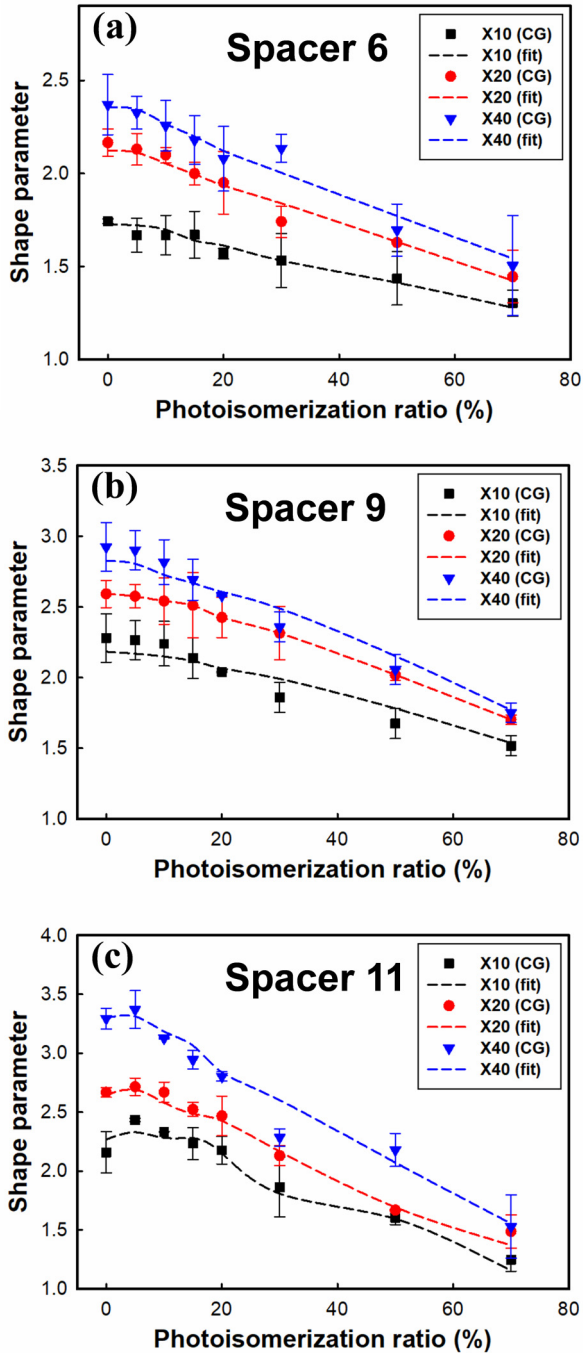 (a)
Spacer 6
X10 (CG)
X10 (fit)
X20 (CG)
X20 (fit)
X40 (CG)
X40 (fit)
Shape parameter
2.5
2.0
1.5
1.0
0 20 40 60 80
Photoisomerization ratio (%)
(b)
Spacer 9
X10 (CG)
X10 (fit)
X20 (CG)
X20 (fit)
X40 (CG)
X40 (fit)
Shape parameter
3.5
3.0
2.5
2.0
1.5
1.0
0 20 40 60 80
Photoisomerization ratio (%)
(c)
Spacer 11
X10 (CG)
X10 (fit)
X20 (CG)
X20 (fit)
X40 (CG)
X40 (fit)
Shape parameter
4.0
3.5
3.0
2.5
2.0
1.5
1.0
0 20 40 60 80
Photoisomerization ratio (%)